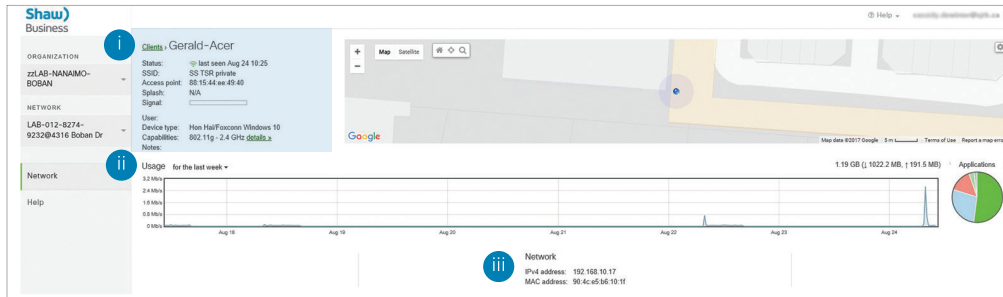 Shaw)
Business
Help
ORGANIZATION
zzLAB-NANAIMO-
BOBAN
NETWORK
LAB-012-8274-
9232@4316 Boban Dr
Network
Help
i
Clients › Gerald-Acer
Status: last seen Aug 24 10:25
SSID: SS TSR private
Access point: 88:15:44:ee:49:40
Splash: N/A
Signal:
User:
Device type: Hon Hai/Foxconn Windows 10
Capabilities: 802.11g - 2.4 GHz details »
Notes:
+
−
Map Satellite
Google
Map data ©2017 Google 5 m Terms of Use Report a map erro
ii
Usage for the last week
1.19 GB (↓ 1022.2 MB, ↑ 191.5 MB) Applications
3.2 Mb/s
2.4 Mb/s
1.6 Mb/s
0.8 Mb/s
0 Mb/s
Aug 18 Aug 19 Aug 20 Aug 21 Aug 22 Aug 23 Aug 24
iii
Network
IPv4 address: 192.168.10.17
MAC address: 90:4c:e5:b6:10:1f